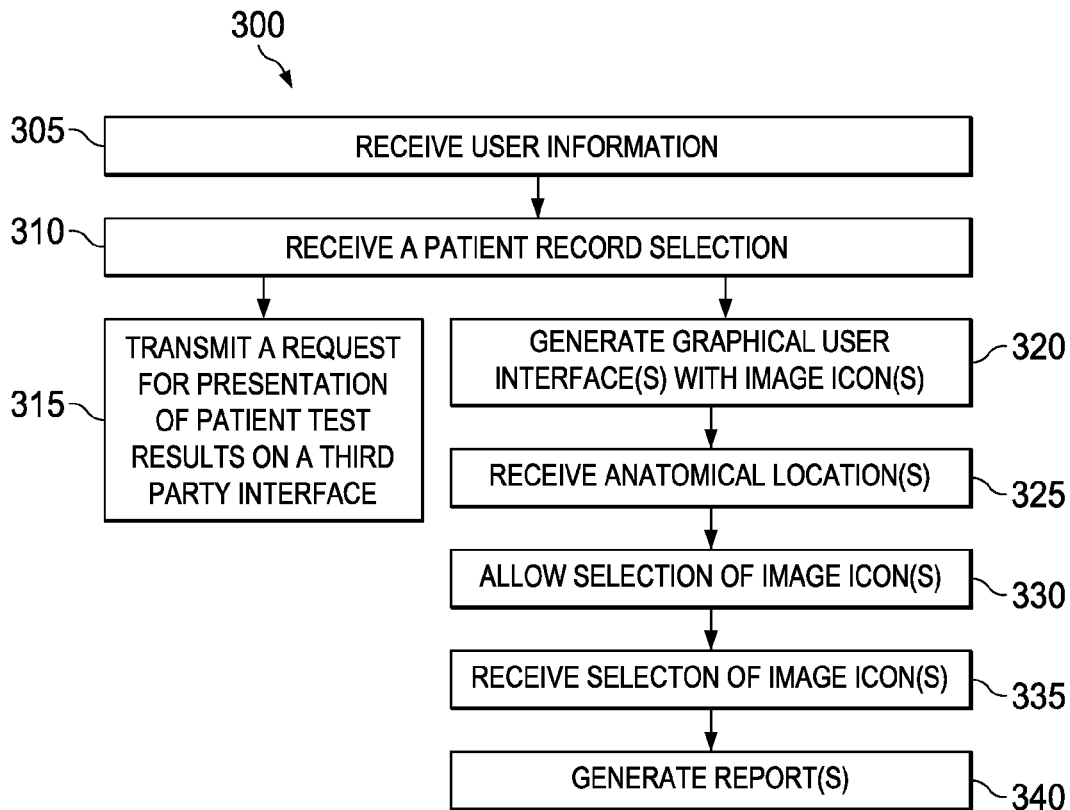 300
305
RECEIVE USER INFORMATION
310
RECEIVE A PATIENT RECORD SELECTION
315
TRANSMIT A REQUEST
FOR PRESENTATION
OF PATIENT TEST
RESULTS ON A THIRD
PARTY INTERFACE
GENERATE GRAPHICAL USER
INTERFACE(S) WITH IMAGE ICON(S)
320
RECEIVE ANATOMICAL LOCATION(S)
325
ALLOW SELECTION OF IMAGE ICON(S)
330
RECEIVE SELECTON OF IMAGE ICON(S)
335
GENERATE REPORT(S)
340